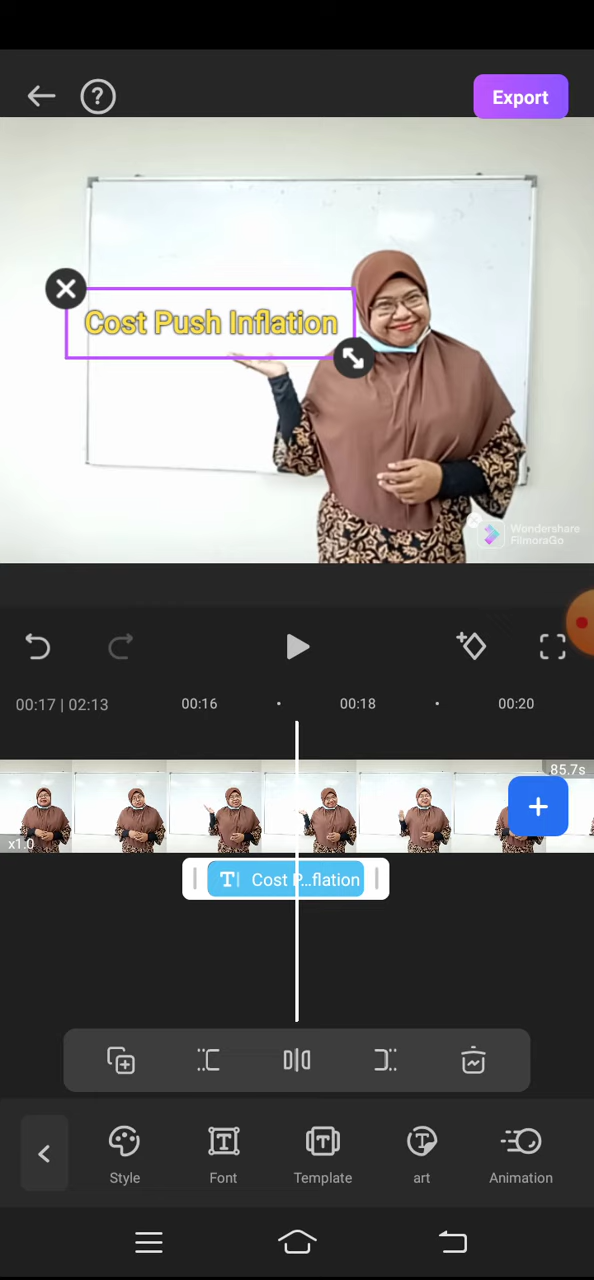 Export
Cost Push Inflation
Wondershare
FilmoraGo
00:17 | 02:13
00:16
00:18
00:20
85.7s
x1.0
Cost P...flation
Style
Font
Template
art
Animation